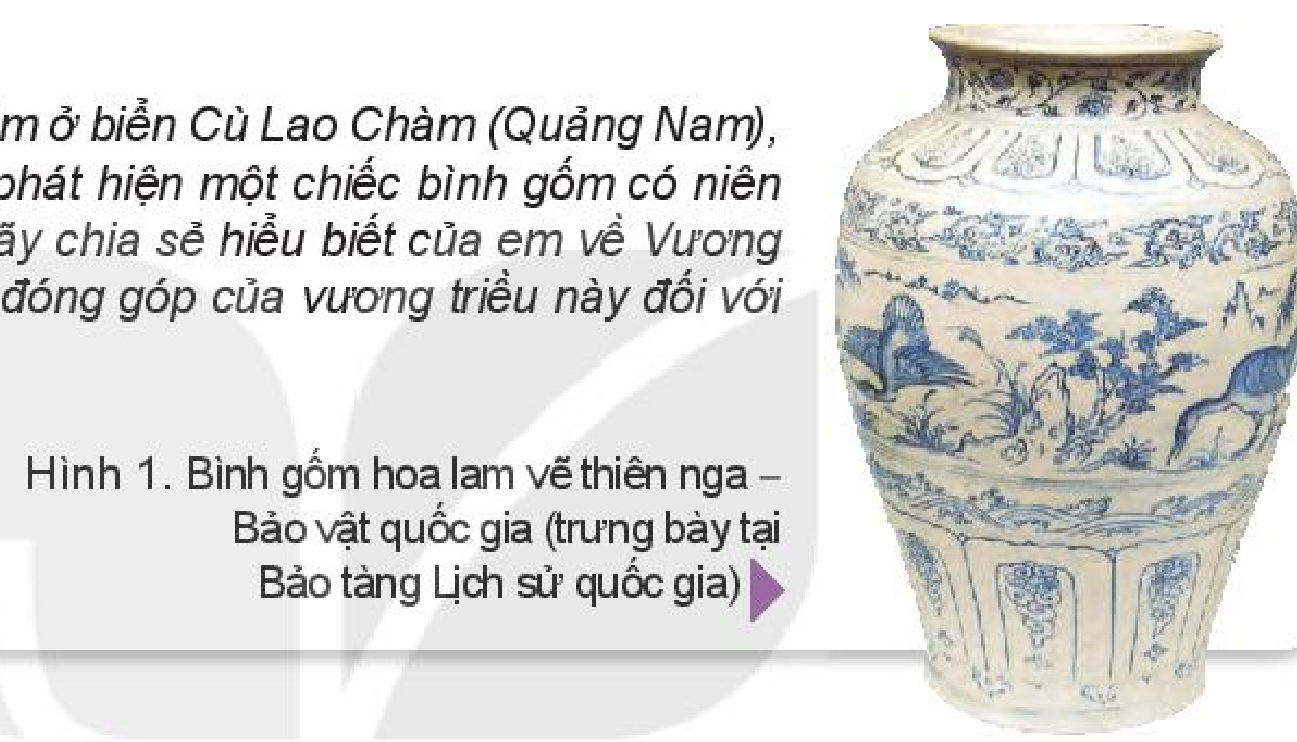 m ở biển Cù Lao Chàm (Quảng Nam),
phát hiện một chiếc bình gốm có niên
ãy chia sẻ hiểu biết của em về Vương
đóng góp của vương triều này đối với
Hình 1. Bình gốm hoa lam vẽ thiên nga –
Bảo vật quốc gia (trưng bày tại
Bảo tàng Lịch sử quốc gia)